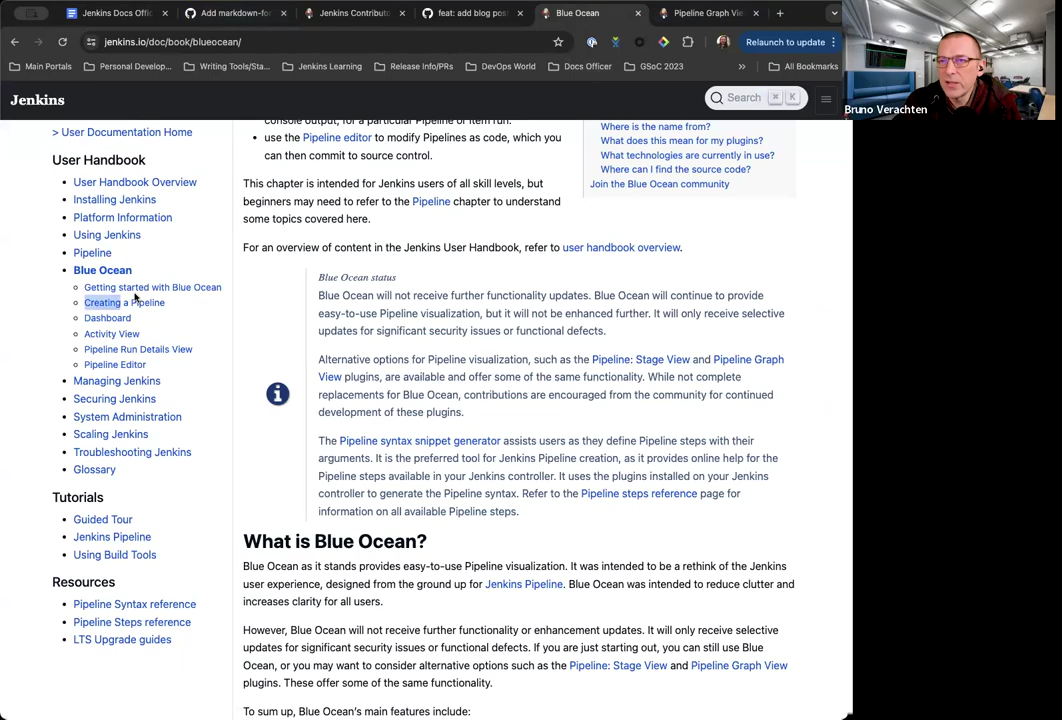 Jenkins Docs Offic
Add markdown-for
Jenkins Contributo
feat: add blog post
Blue Ocean
Pipeline Graph View
jenkins.io/doc/book/blueocean/
Relaunch to update
Main Portals
Personal Develop...
Writing Tools/Sta...
Jenkins Learning
Release Info/PRs
DevOps World
Docs Officer
GSoC 2023
»
All Bookmarks
Bruno Verachten
Jenkins
Search ⌘ K
> User Documentation Home
User Handbook
User Handbook Overview
Installing Jenkins
Platform Information
Using Jenkins
Pipeline
Blue Ocean
Getting started with Blue Ocean
Creating a Pipeline
Dashboard
Activity View
Pipeline Run Details View
Pipeline Editor
Managing Jenkins
Securing Jenkins
System Administration
Scaling Jenkins
Troubleshooting Jenkins
Glossary
Tutorials
Guided Tour
Jenkins Pipeline
Using Build Tools
Resources
Pipeline Syntax reference
Pipeline Steps reference
LTS Upgrade guides
console output, for a particular Pipeline or item run.
use the Pipeline editor to modify Pipelines as code, which you
can then commit to source control.
This chapter is intended for Jenkins users of all skill levels, but
beginners may need to refer to the Pipeline chapter to understand
some topics covered here.
For an overview of content in the Jenkins User Handbook, refer to user handbook overview.
Where is the name from?
What does this mean for my plugins?
What technologies are currently in use?
Where can I find the source code?
Join the Blue Ocean community
Blue Ocean status
Blue Ocean will not receive further functionality updates. Blue Ocean will continue to provide
easy-to-use Pipeline visualization, but it will not be enhanced further. It will only receive selective
updates for significant security issues or functional defects.
Alternative options for Pipeline visualization, such as the Pipeline: Stage View and Pipeline Graph
View plugins, are available and offer some of the same functionality. While not complete
replacements for Blue Ocean, contributions are encouraged from the community for continued
development of these plugins.
The Pipeline syntax snippet generator assists users as they define Pipeline steps with their
arguments. It is the preferred tool for Jenkins Pipeline creation, as it provides online help for the
Pipeline steps available in your Jenkins controller. It uses the plugins installed on your Jenkins
controller to generate the Pipeline syntax. Refer to the Pipeline steps reference page for
information on all available Pipeline steps.
What is Blue Ocean?
Blue Ocean as it stands provides easy-to-use Pipeline visualization. It was intended to be a rethink of the Jenkins
user experience, designed from the ground up for Jenkins Pipeline. Blue Ocean was intended to reduce clutter and
increases clarity for all users.
However, Blue Ocean will not receive further functionality or enhancement updates. It will only receive selective
updates for significant security issues or functional defects. If you are just starting out, you can still use Blue
Ocean, or you may want to consider alternative options such as the Pipeline: Stage View and Pipeline Graph View
plugins. These offer some of the same functionality.
To sum up, Blue Ocean's main features include: